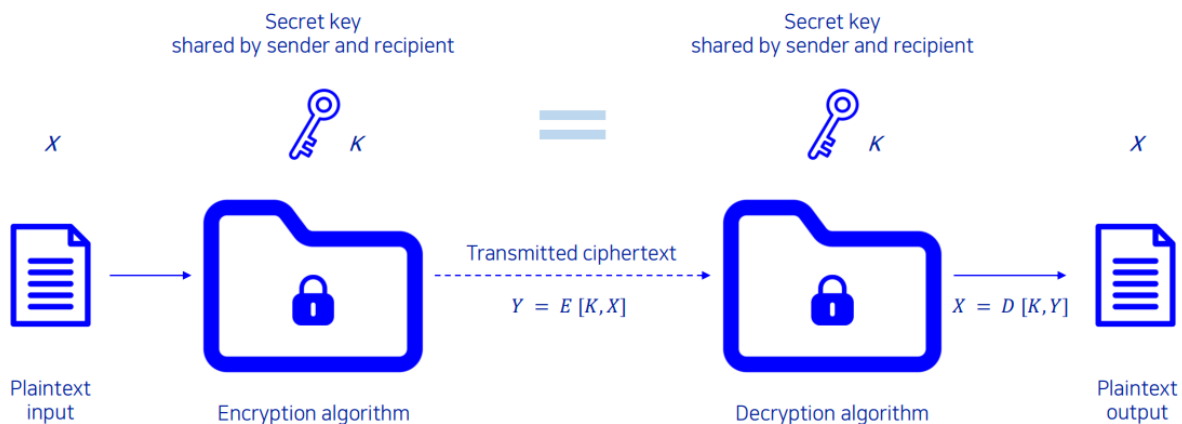 Secret key
shared by sender and recipient
Secret key
shared by sender and recipient
X
K
K
X
Transmitted ciphertext
Y = E [K, X]
X = D [K, Y]
Plaintext
input
Encryption algorithm
Decryption algorithm
Plaintext
output